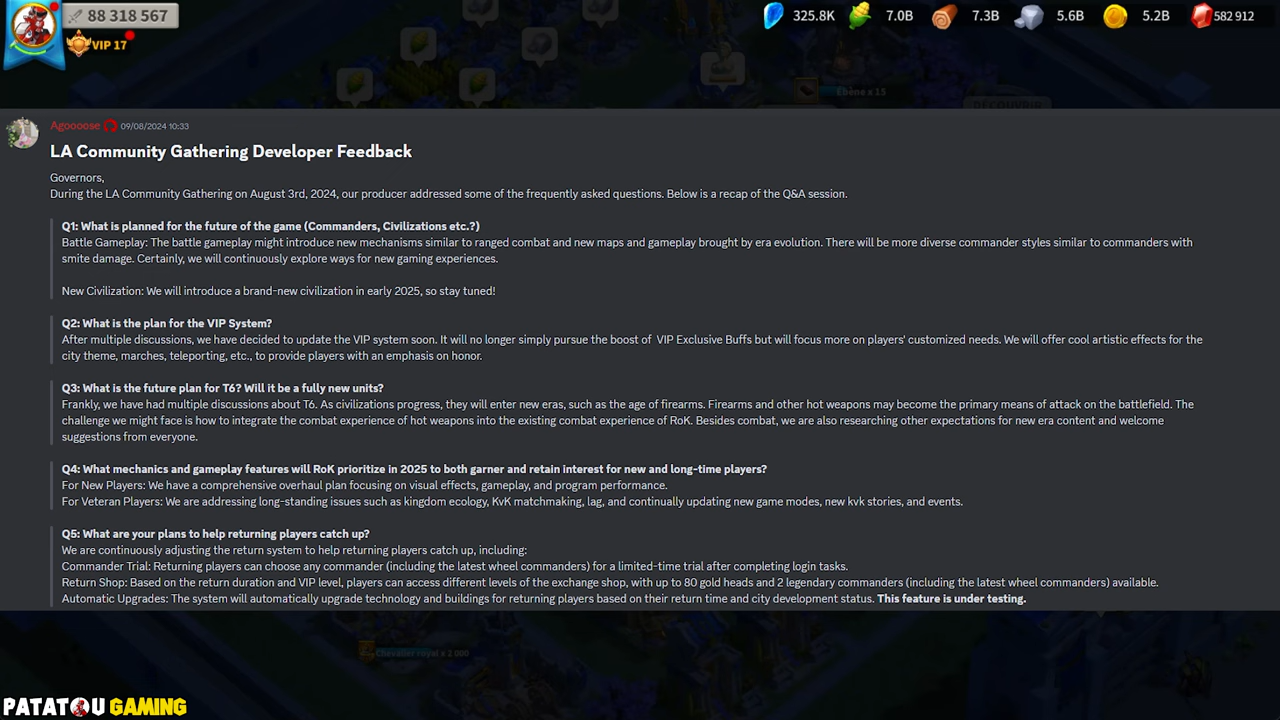 88 318 567
325.8K
7.0B
7.3B
5.6B
5.2B
582 912
VIP 17
Ebène x 15
DÉCOUVRIR
Agoooose 09/08/2024 10:33
LA Community Gathering Developer Feedback
Governors,
During the LA Community Gathering on August 3rd, 2024, our producer addressed some of the frequently asked questions. Below is a recap of the Q&A session.
Q1: What is planned for the future of the game (Commanders, Civilizations etc.?)
Battle Gameplay: The battle gameplay might introduce new mechanisms similar to ranged combat and new maps and gameplay brought by era evolution. There will be more diverse commander styles similar to commanders with
smite damage. Certainly, we will continuously explore ways for new gaming experiences.
New Civilization: We will introduce a brand-new civilization in early 2025, so stay tuned!
Q2: What is the plan for the VIP System?
After multiple discussions, we have decided to update the VIP system soon. It will no longer simply pursue the boost of  VIP Exclusive Buffs but will focus more on players' customized needs. We will offer cool artistic effects for the
city theme, marches, teleporting, etc., to provide players with an emphasis on honor.
Q3: What is the future plan for T6? Will it be a fully new units?
Frankly, we have had multiple discussions about T6. As civilizations progress, they will enter new eras, such as the age of firearms. Firearms and other hot weapons may become the primary means of attack on the battlefield. The
challenge we might face is how to integrate the combat experience of hot weapons into the existing combat experience of RoK. Besides combat, we are also researching other expectations for new era content and welcome
suggestions from everyone.
Q4: What mechanics and gameplay features will RoK prioritize in 2025 to both garner and retain interest for new and long-time players?
For New Players: We have a comprehensive overhaul plan focusing on visual effects, gameplay, and program performance.
For Veteran Players: We are addressing long-standing issues such as kingdom ecology, KvK matchmaking, lag, and continually updating new game modes, new kvk stories, and events.
Q5: What are your plans to help returning players catch up?
We are continuously adjusting the return system to help returning players catch up, including:
Commander Trial: Returning players can choose any commander (including the latest wheel commanders) for a limited-time trial after completing login tasks.
Return Shop: Based on the return duration and VIP level, players can access different levels of the exchange shop, with up to 80 gold heads and 2 legendary commanders (including the latest wheel commanders) available.
Automatic Upgrades: The system will automatically upgrade technology and buildings for returning players based on their return time and city development status. This feature is under testing.
Chevalier royal x 2 000
PATATOU GAMING